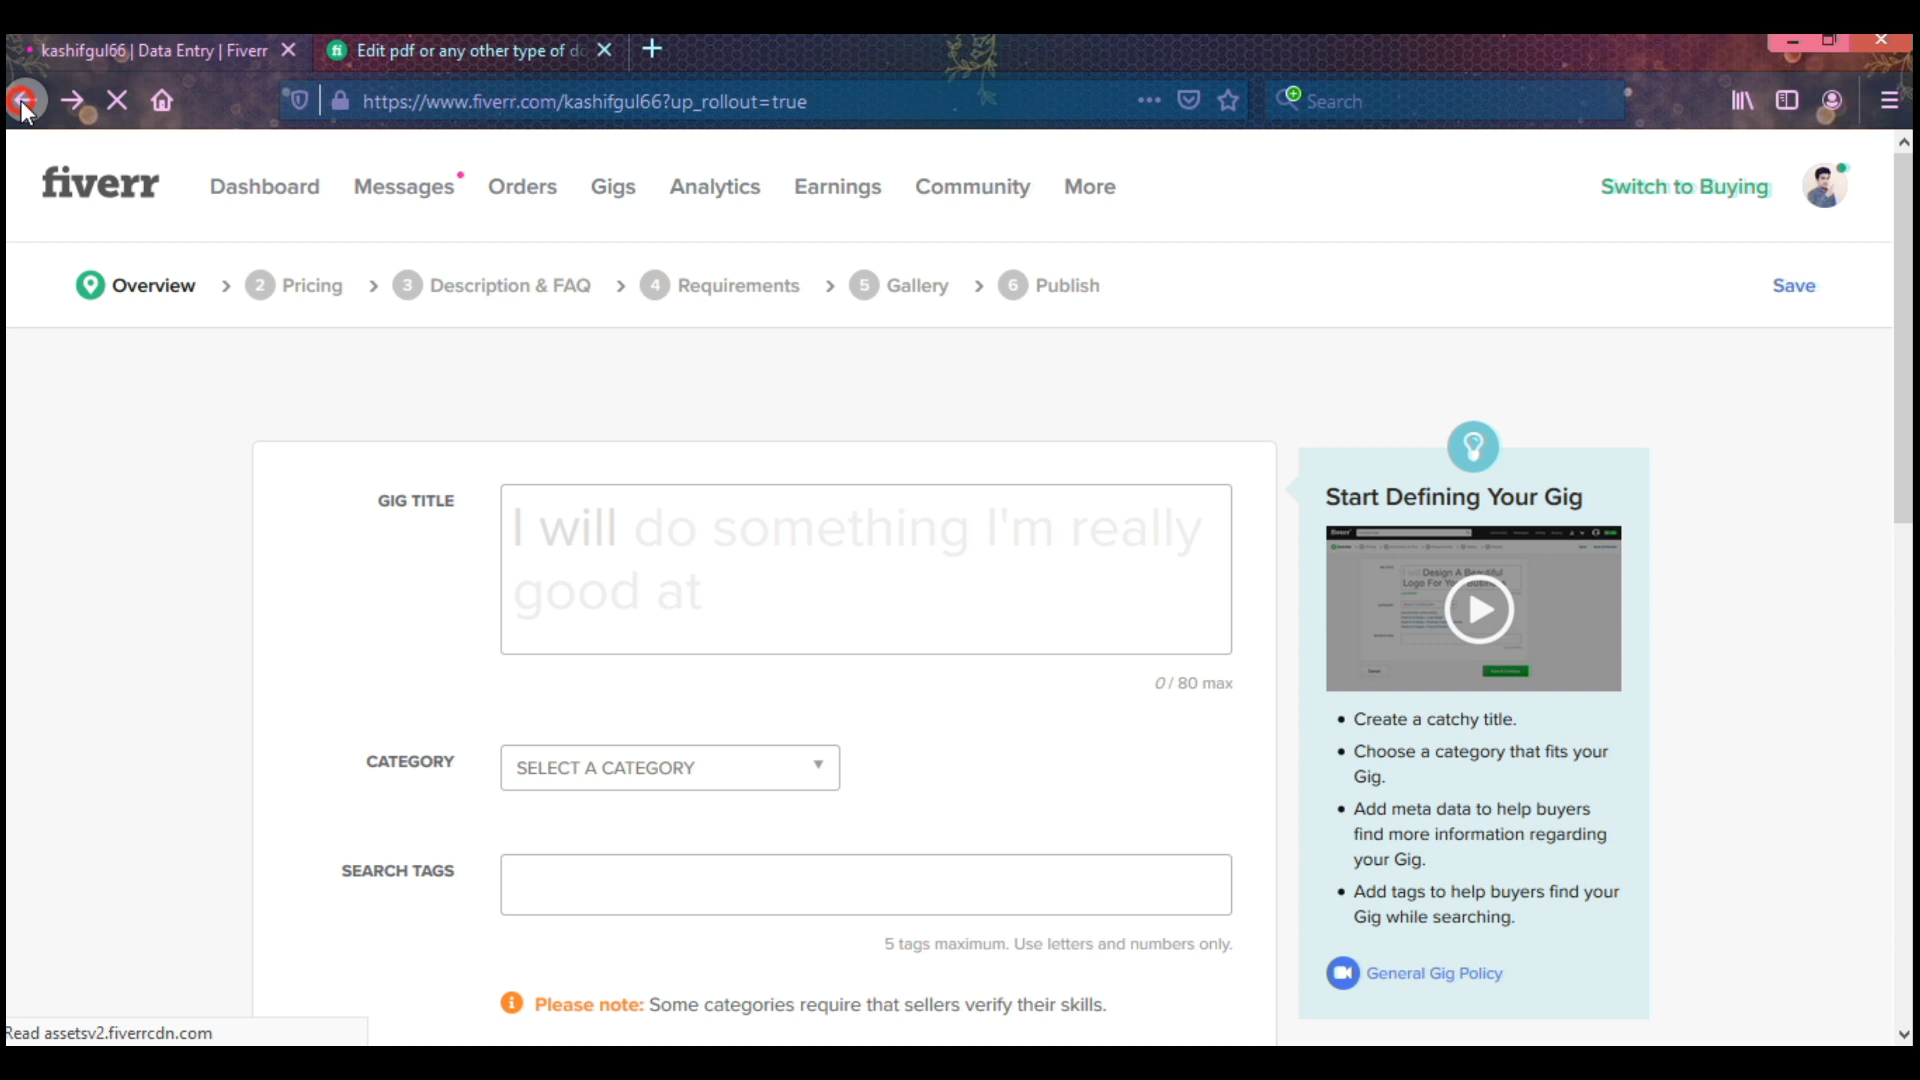 kashifgul66 | Data Entry | Fiverr
Edit pdf or any other type of do
https://www.fiverr.com/kashifgul66?up_rollout=true
Search
fiverr
Dashboard Messages Orders Gigs Analytics Earnings Community More
Switch to Buying
Overview 2 Pricing 3 Description & FAQ 4 Requirements 5 Gallery 6 Publish
Save
GIG TITLE
I will do something I'm really
good at
0 / 80 max
CATEGORY
SELECT A CATEGORY
SEARCH TAGS
5 tags maximum. Use letters and numbers only.
Please note: Some categories require that sellers verify their skills.
Start Defining Your Gig
Design A Beautiful
Logo For Your Business
• Create a catchy title.
• Choose a category that fits your
Gig.
• Add meta data to help buyers
find more information regarding
your Gig.
• Add tags to help buyers find your
Gig while searching.
General Gig Policy
Read assetsv2.fiverrcdn.com